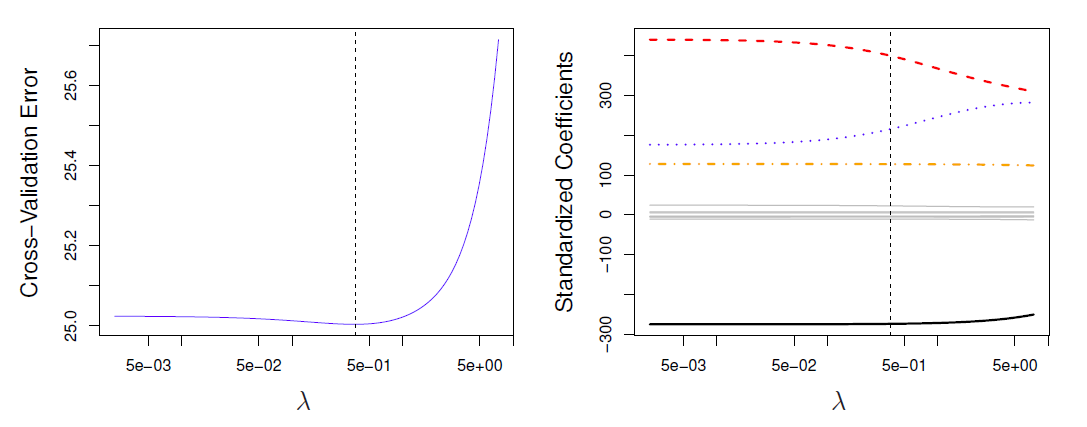 Cross−Validation Error
25.0 25.2 25.4 25.6
5e−03 5e−02 5e−01 5e+00
λ
Standardized Coefficients
−300 −100 0 100 300
5e−03 5e−02 5e−01 5e+00
λ